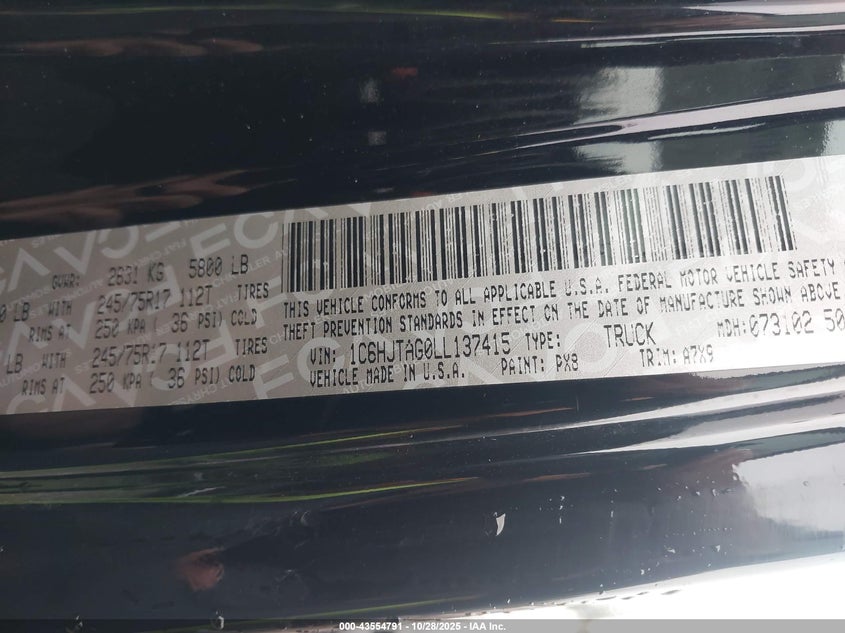 GVWR: 2631 KG 5800 LB
0 LB WITH 245/75R17 112T TIRES
RIMS AT 250 KPA ( 36 PSI) COLD
LB WITH 245/75R17 112T TIRES
RIMS AT 250 KPA ( 36 PSI) COLD
THIS VEHICLE CONFORMS TO ALL APPLICABLE U.S.A. FEDERAL MOTOR VEHICLE SAFETY
THEFT PREVENTION STANDARDS IN EFFECT ON THE DATE OF MANUFACTURE SHOWN ABOVE
VIN: 1C6HJTAG0LL137415 TYPE: TRUCK MDH: 073102 50
VEHICLE MADE IN U.S.A. PAINT: PX8 TRIM: A7X9
000-43554791 - 10/28/2025 - IAA Inc.